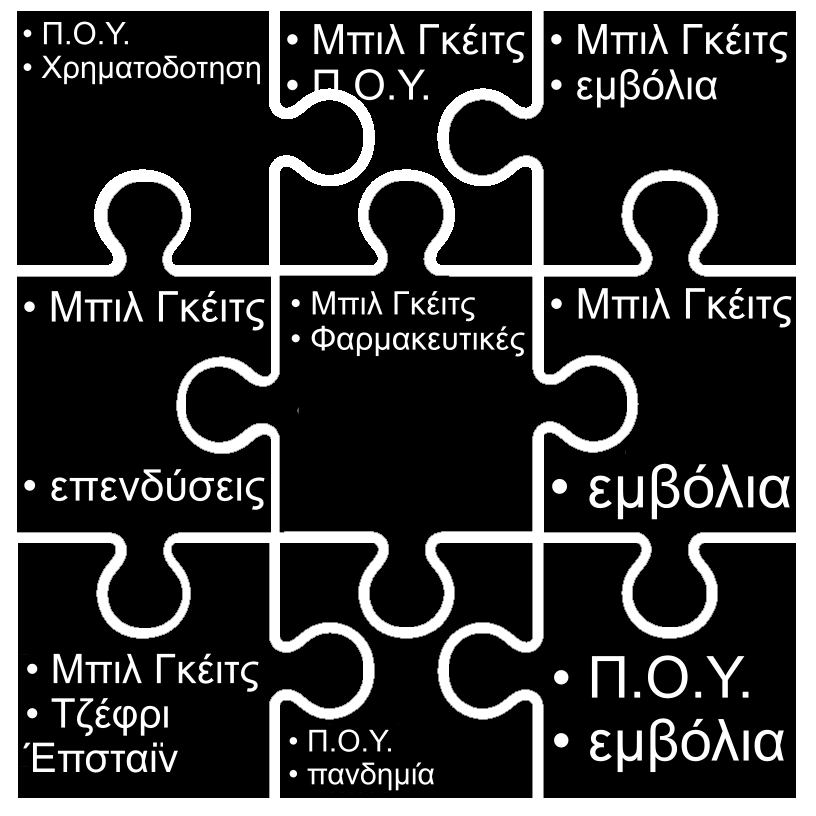 • Π.Ο.Υ.
• Χρηματοδοτηση
• Μπιλ Γκέιτς
• Π.Ο.Υ.
• Μπιλ Γκέιτς
• εμβόλια
• Μπιλ Γκέιτς
• επενδύσεις
• Μπιλ Γκέιτς
• Φαρμακευτικές
• Μπιλ Γκέιτς
• εμβόλια
• Μπιλ Γκέιτς
• Τζέφρι
Έπσταϊν
• Π.Ο.Υ.
• πανδημία
• Π.Ο.Υ.
• εμβόλια